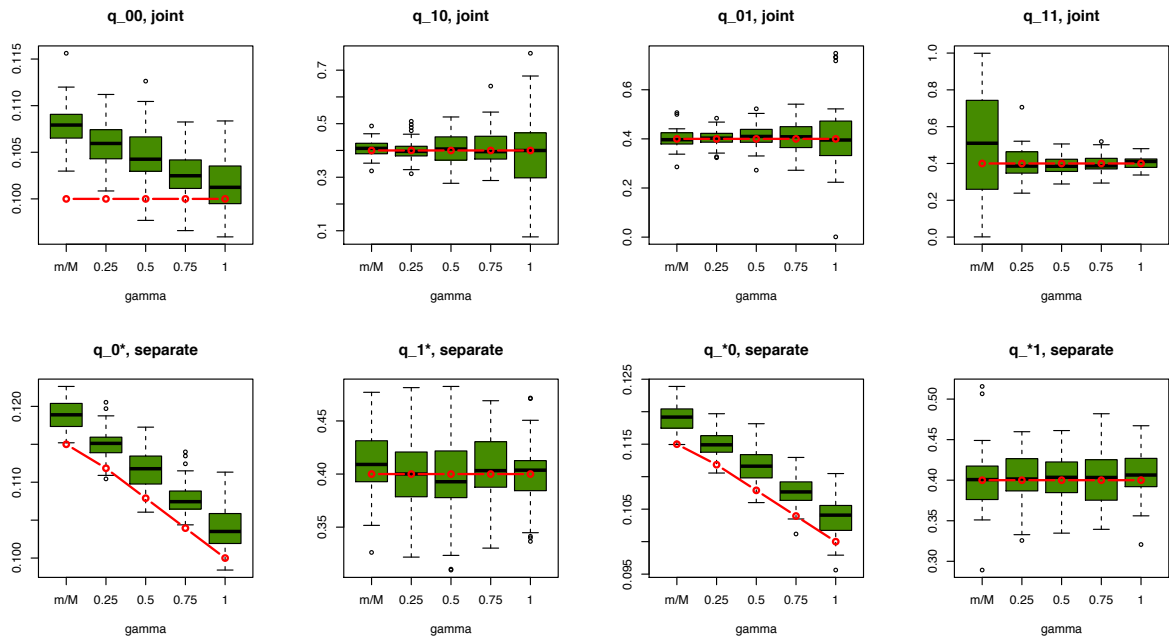 q_00, joint
q_10, joint
q_01, joint
q_11, joint
0.100 0.105 0.110 0.115
0.1 0.3 0.5 0.7
0.0 0.2 0.4 0.6
0.0 0.2 0.4 0.6 0.8 1.0
m/M 0.25 0.5 0.75 1
m/M 0.25 0.5 0.75 1
m/M 0.25 0.5 0.75 1
m/M 0.25 0.5 0.75 1
gamma
gamma
gamma
gamma
q_0*, separate
q_1*, separate
q_*0, separate
q_*1, separate
0.100 0.110 0.120
0.35 0.40 0.45
0.095 0.105 0.115 0.125
0.30 0.35 0.40 0.45 0.50
m/M 0.25 0.5 0.75 1
m/M 0.25 0.5 0.75 1
m/M 0.25 0.5 0.75 1
m/M 0.25 0.5 0.75 1
gamma
gamma
gamma
gamma